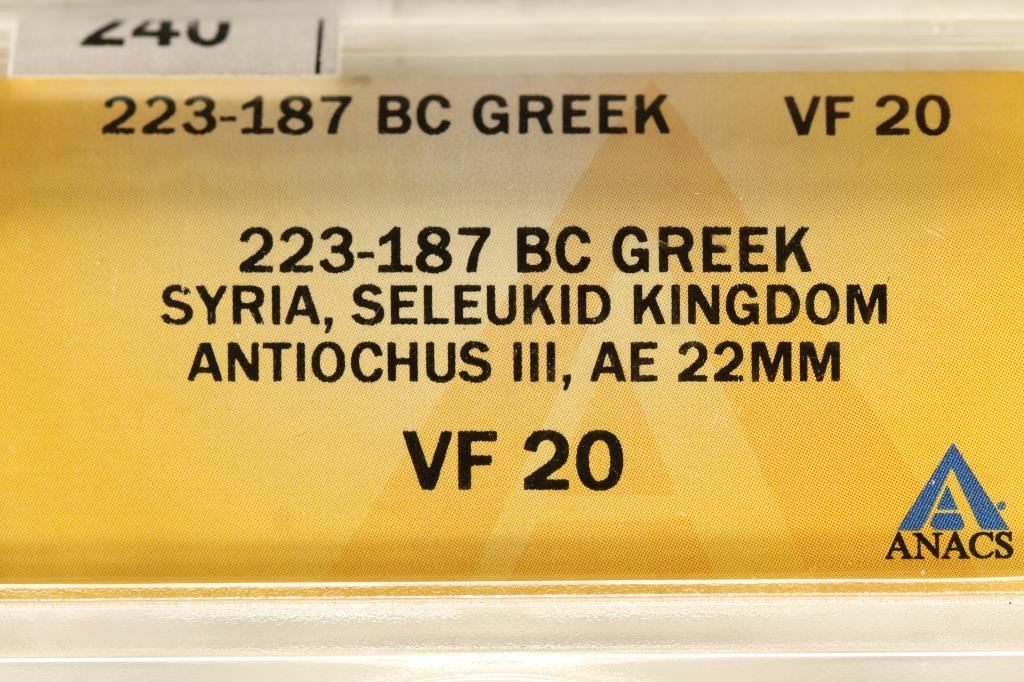 240
223-187 BC GREEK VF 20
223-187 BC GREEK
SYRIA, SELEUKID KINGDOM
ANTIOCHUS III, AE 22MM
VF 20
ANACS